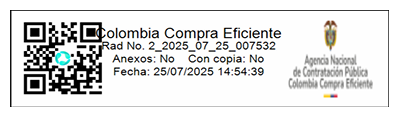 Colombia Compra Eficiente
Rad No. 2_2025_07_25_007532
Anexos: No Con copia: No
Fecha: 25/07/2025 14:54:39
Agencia Nacional
de Contratación Pública
Colombia Compra Eficiente